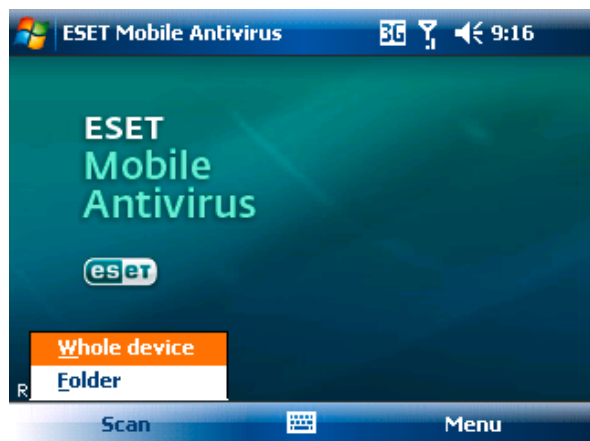 ESET Mobile Antivirus 3G 9:16
ESET
Mobile
Antivirus
eseT
Whole device
R Folder
Scan Menu